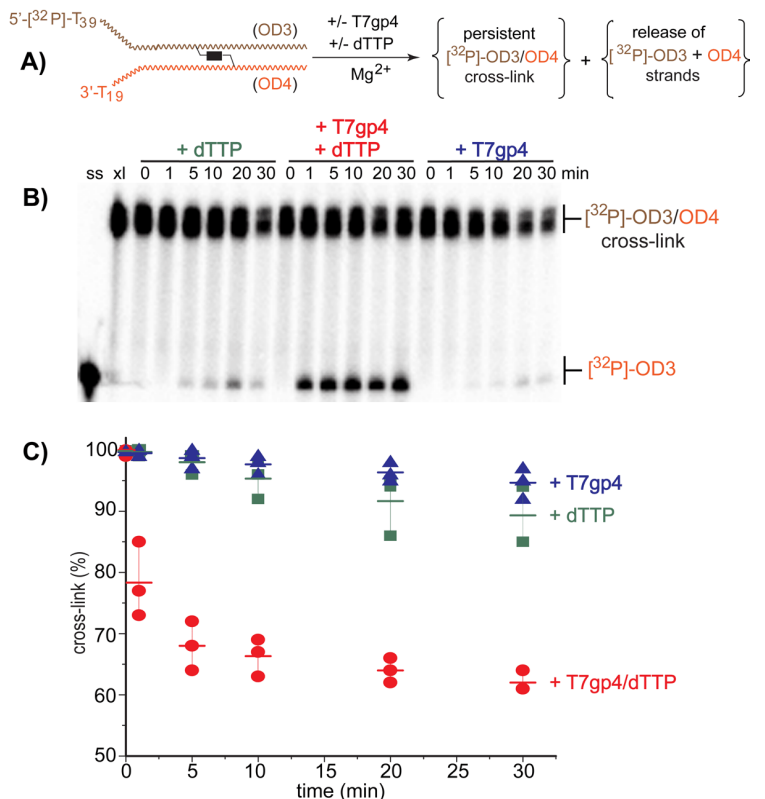 A)
5'-[32P]-T39
(OD3)
(OD4)
3'-T19
+/- T7gp4
+/- dTTP
Mg2+
persistent
[32P]-OD3/OD4
cross-link
+
release of
[32P]-OD3 + OD4
strands
B)
+ dTTP
+ T7gp4
+ dTTP
+ T7gp4
ss xl 0 1 5 10 20 30 0 1 5 10 20 30 0 1 5 10 20 30 min
[32P]-OD3/OD4
cross-link
[32P]-OD3
C)
cross-link (%)
100
90
80
70
60
50
+ T7gp4
+ dTTP
+ T7gp4/dTTP
0 5 10 15 20 25 30
time (min)